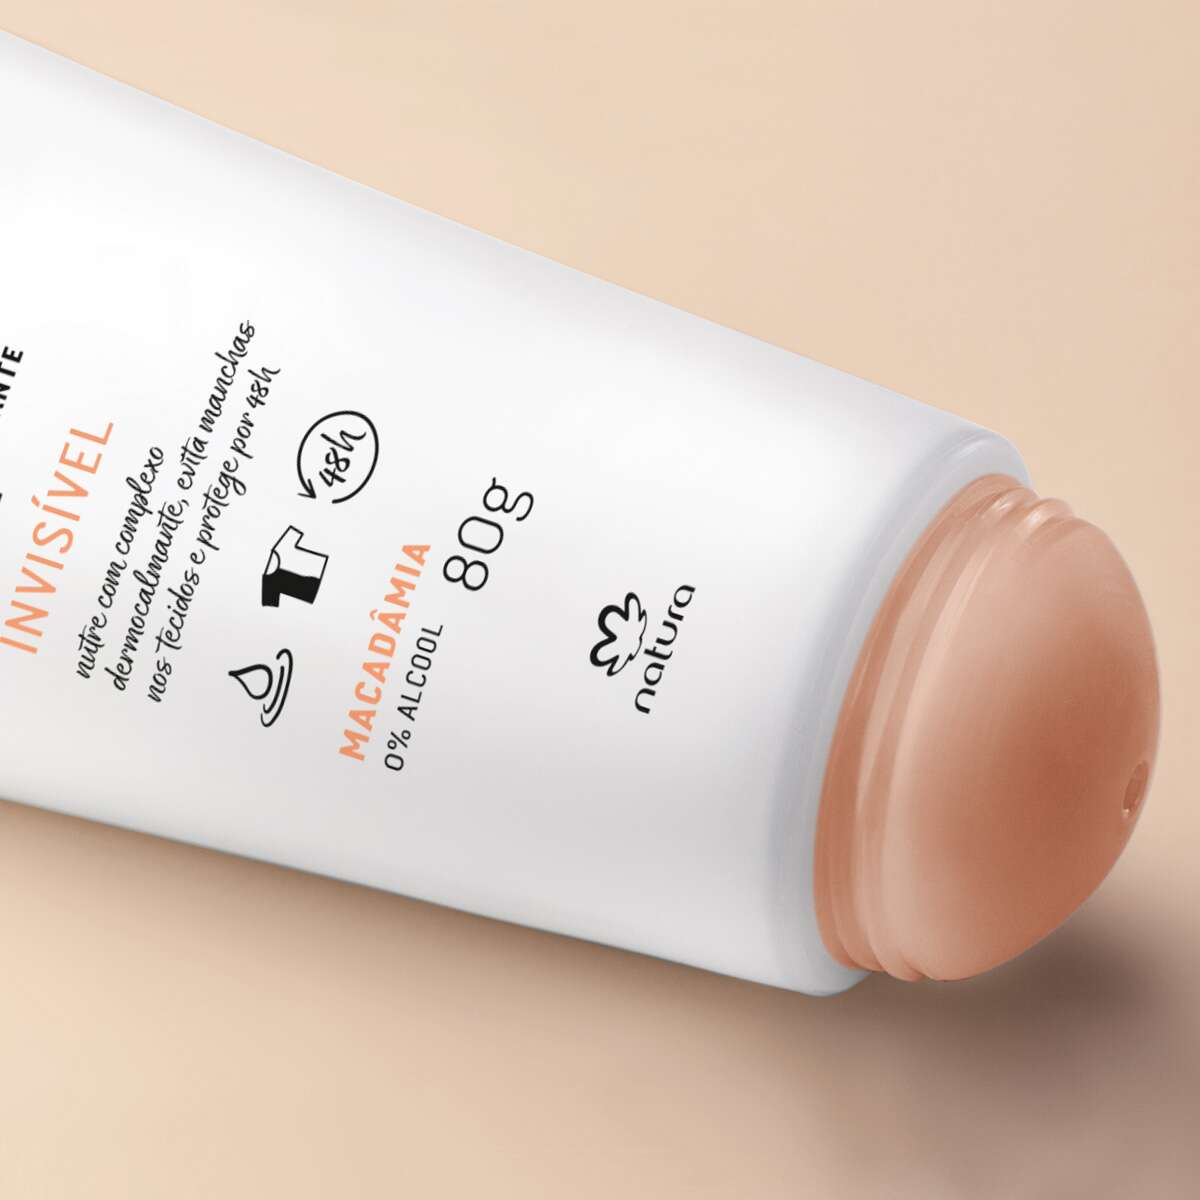 INVISÍVEL
nutre com complexo
dermocalmante, evita manchas
nos tecidos e protege por 48h
48h
MACADÂMIA
0% ALCOOL
80g
natura